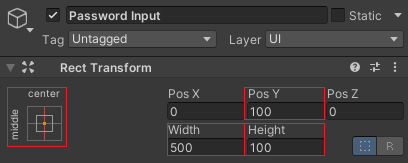 Password Input Static
Tag Untagged Layer UI
Rect Transform
center
middle
Pos X Pos Y Pos Z
0 100 0
Width Height
500 100
R